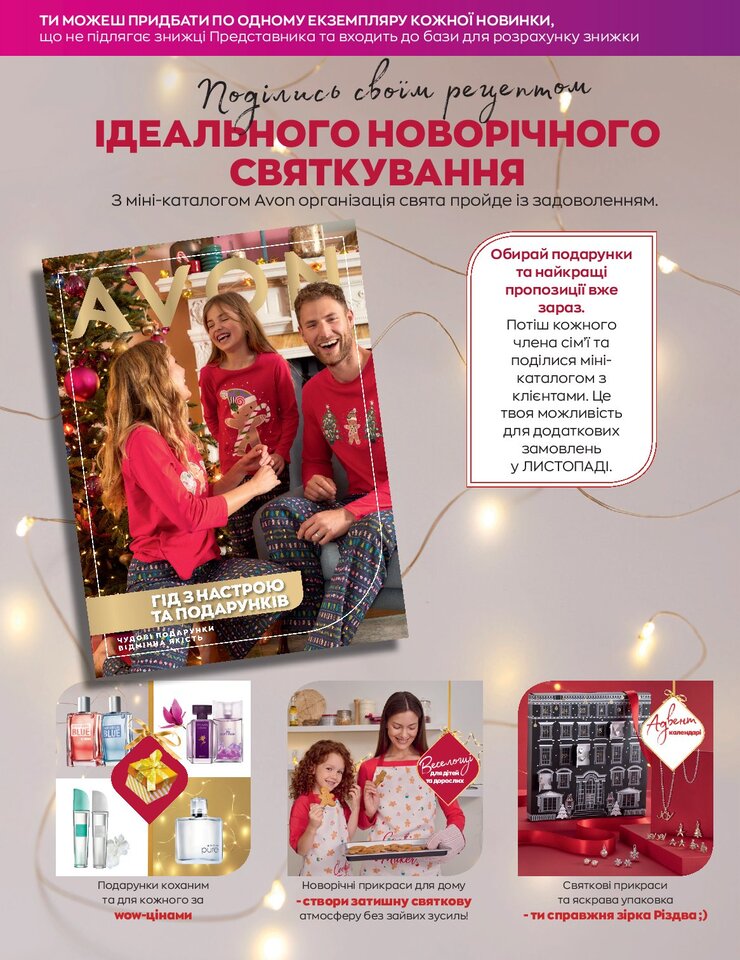 ТИ МОЖЕШ ПРИДБАТИ ПО ОДНОМУ ЕКЗЕМПЛЯРУ КОЖНОЇ НОВИНКИ,
що не підлягає знижці Представника та входить до бази для розрахунку знижки
Поділись своїм рецептом
ІДЕАЛЬНОГО НОВОРІЧНОГО
СВЯТКУВАННЯ
З міні-каталогом Avon організація свята пройде із задоволенням.
AVON
ГІД З НАСТРОЮ
ТА ПОДАРУНКІВ
ЧУДОВІ ПОДАРУНКИ
ВІДМІННА ЯКІСТЬ
Обирай подарунки
та найкращі
пропозиції вже
зараз.
Потіш кожного
члена сім'ї та
поділися міні-
каталогом з
клієнтами. Це
твоя можливість
для додаткових
замовлень
у ЛИСТОПАДІ.
BLUE
BLUE
pure
Веселощі
для дітей
та дорослих
Адвент
календарі
Подарунки коханим
та для кожного за
wow-цінами
Новорічні прикраси для дому
- створи затишну святкову
атмосферу без зайвих зусиль!
Святкові прикраси
та яскрава упаковка
- ти справжня зірка Різдва ;)